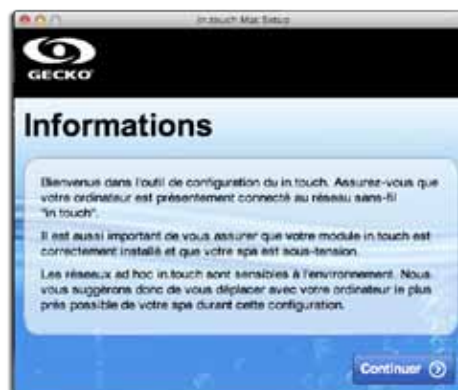 in.touch Mac Setup
GECKO
Informations
Bienvenue dans l'outil de configuration du in.touch. Assurez-vous que
votre ordinateur est présentement connecté au réseau sans-fil
"in.touch".
Il est aussi important de vous assurer que votre module in.touch est
correctement installé et que votre spa est sous-tension.
Les réseaux ad hoc in.touch sont sensibles à l'environnement. Nous
vous suggérons donc de vous déplacer avec votre ordinateur le plus
près possible de votre spa durant cette configuration.
Continuer